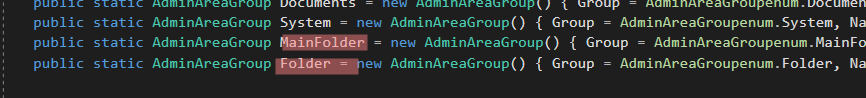 public static AdminAreaGroup Documents = new AdminAreaGroup() { Group = AdminAreaGroupenum.Docume
public static AdminAreaGroup System = new AdminAreaGroup() { Group = AdminAreaGroupenum.System, Na
public static AdminAreaGroup MainFolder = new AdminAreaGroup() { Group = AdminAreaGroupenum.MainFo
public static AdminAreaGroup Folder = new AdminAreaGroup() { Group = AdminAreaGroupenum.Folder, Na